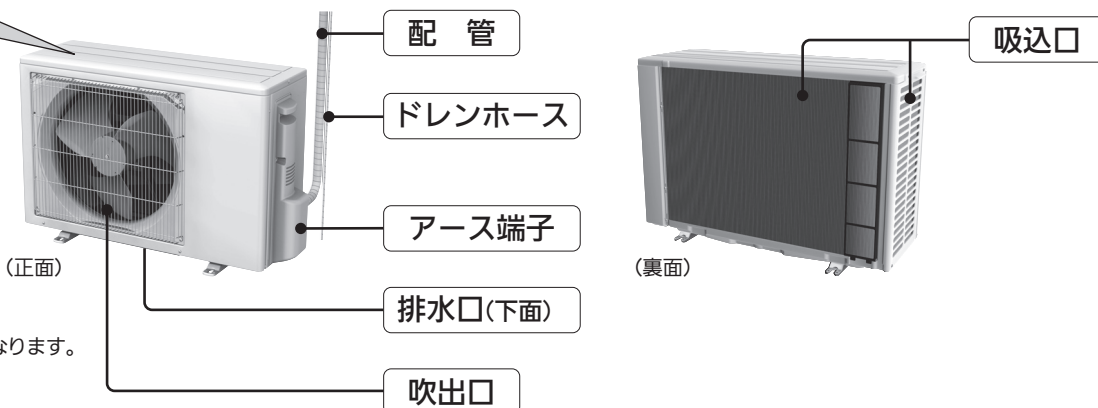 配　管
吸込口
ドレンホース
アース端子
（正面）
（裏面）
排水口（下面）
なります。
吹出口